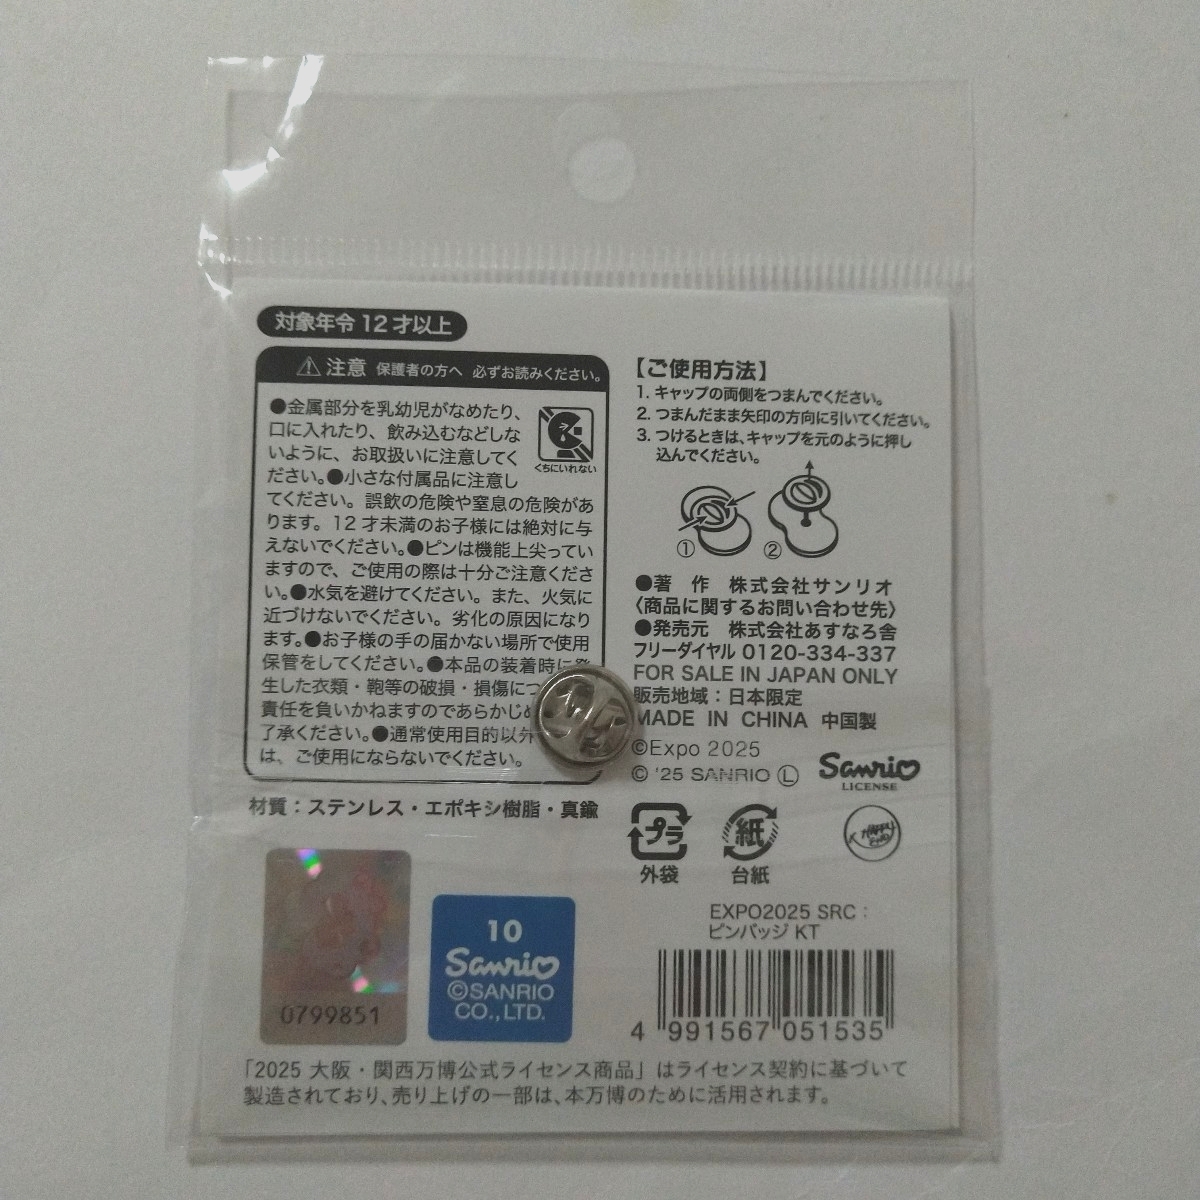 対象年令12才以上
注意 保護者の方へ 必ずお読みください。
●金属部分を乳幼児がなめたり、
口に入れたり、飲み込むなどしな
いように、お取扱いに注意してく
ださい。●小さな付属品に注意し
てください。誤飲の危険や窒息の危険があ
ります。12才未満のお子様には絶対に与
えないでください。●ピンは機能上尖ってい
ますので、ご使用の際は十分ご注意くださ
い。●水気を避けてください。また、火気に
近づけないでください。劣化の原因になり
ます。●お子様の手の届かない場所で使用
保管をしてください。●本品の装着時に発
生した衣類・鞄等の破損・損傷につ
責任を負いかねますのであらかじめ
了承ください。●通常使用目的以外
は、ご使用にならないでください。
くちにいれない
材質：ステンレス・エポキシ樹脂・真鍮
【ご使用方法】
1. キャップの両側をつまんでください。
2. つまんだまま矢印の方向に引いてください。
3. つけるときは、キャップを元のように押し
込んでください。
① ②
●著 作 株式会社サンリオ
〈商品に関するお問い合わせ先〉
●発売元 株式会社あすなろ舎
フリーダイヤル 0120-334-337
FOR SALE IN JAPAN ONLY
販売地域：日本限定
MADE IN CHINA 中国製
©Expo 2025
© '25 SANRIO Ⓛ
Sanrio
LICENSE
プラ
外袋
紙
台紙
0799851
10
Sanrio
©SANRIO
CO.,LTD.
EXPO2025 SRC：
ピンバッジ KT
4 991567 051535
「2025 大阪・関西万博公式ライセンス商品」はライセンス契約に基づいて
製造されており、売り上げの一部は、本万博のために活用されます。